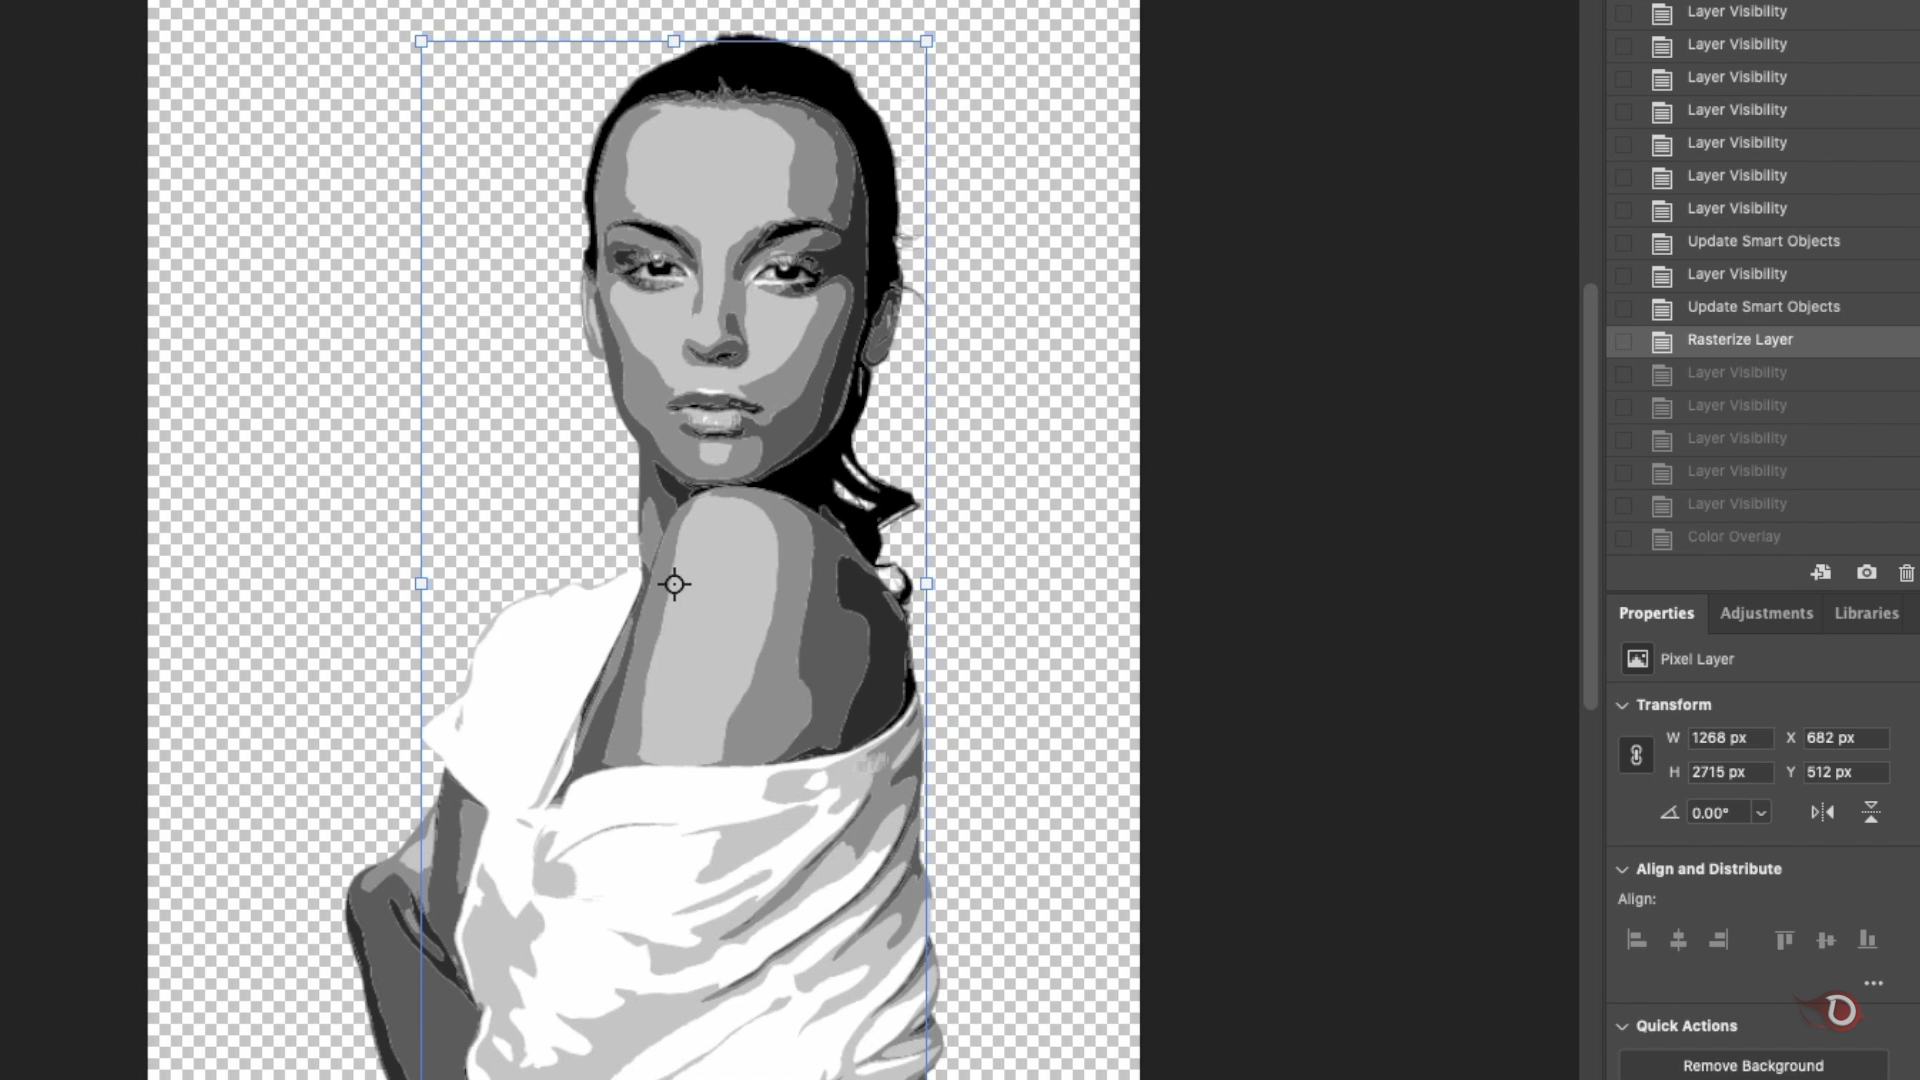 Layer Visibility
Layer Visibility
Layer Visibility
Layer Visibility
Layer Visibility
Layer Visibility
Layer Visibility
Update Smart Objects
Layer Visibility
Update Smart Objects
Rasterize Layer
Layer Visibility
Layer Visibility
Layer Visibility
Layer Visibility
Layer Visibility
Color Overlay
Properties Adjustments Libraries
Pixel Layer
Transform
W 1268 px X 682 px
H 2715 px Y 512 px
0.00°
Align and Distribute
Align:
Quick Actions
Remove Background